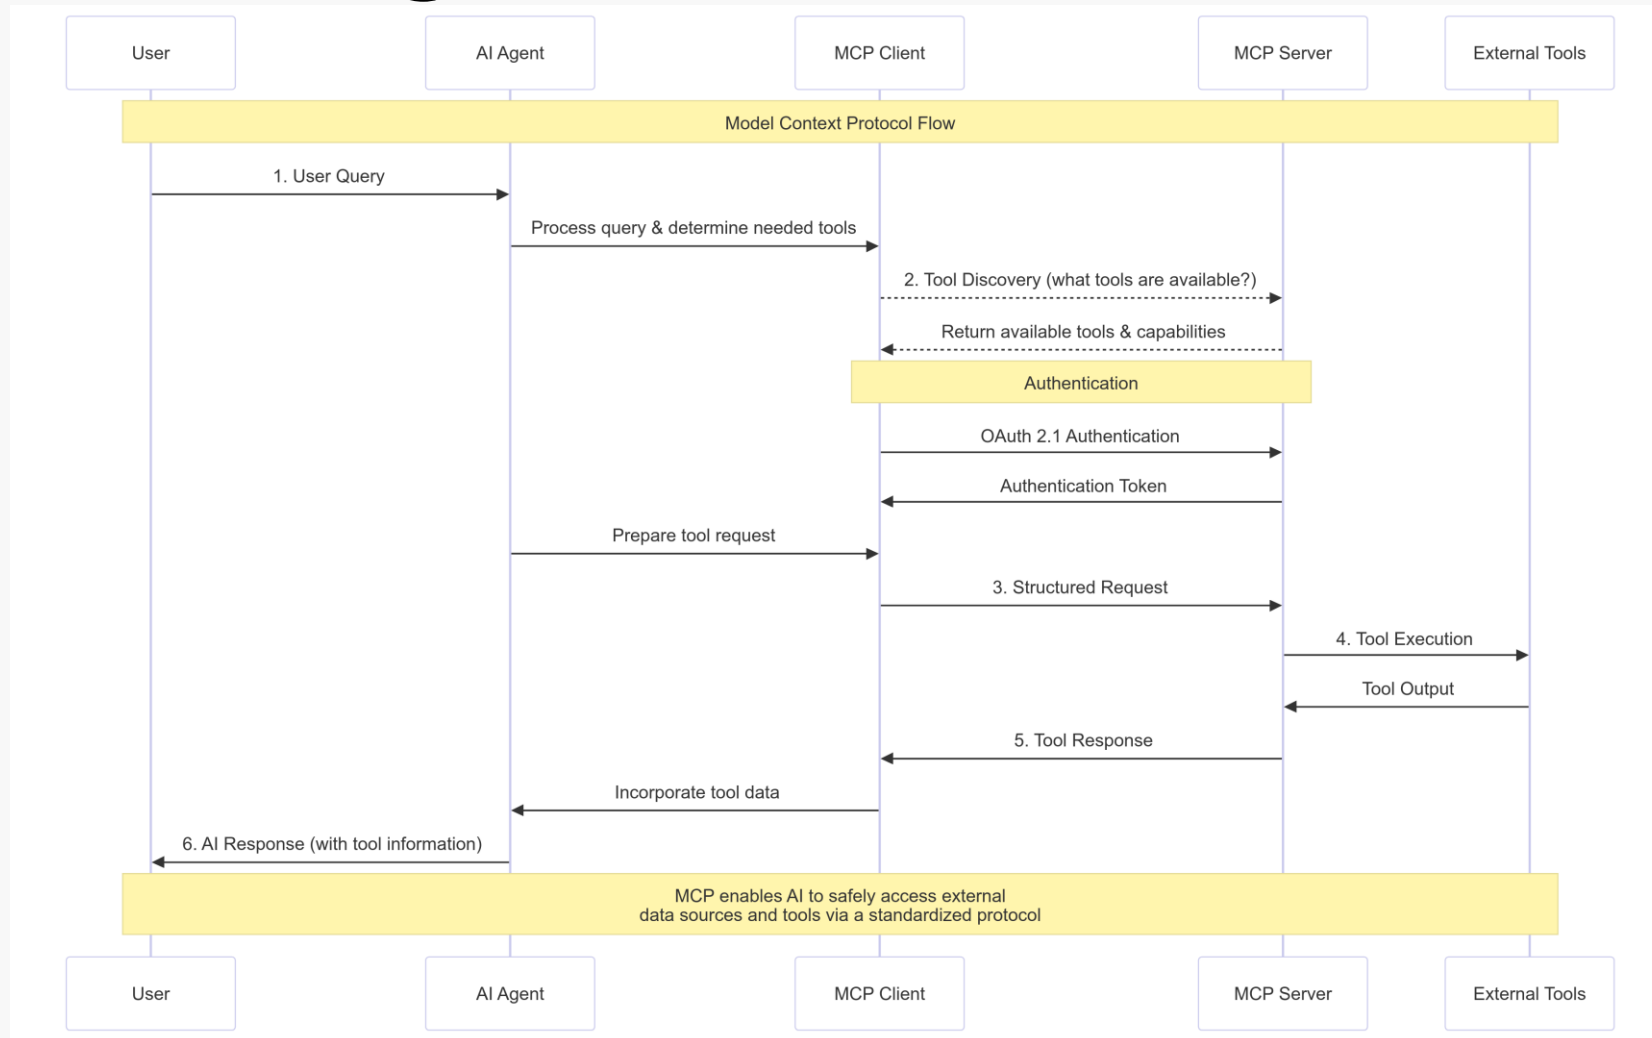 User
AI Agent
MCP Client
MCP Server
External Tools
Model Context Protocol Flow
1. User Query
Process query & determine needed tools
2. Tool Discovery (what tools are available?)
Return available tools & capabilities
Authentication
OAuth 2.1 Authentication
Authentication Token
Prepare tool request
3. Structured Request
4. Tool Execution
Tool Output
5. Tool Response
Incorporate tool data
6. AI Response (with tool information)
MCP enables AI to safely access external
data sources and tools via a standardized protocol
User
AI Agent
MCP Client
MCP Server
External Tools